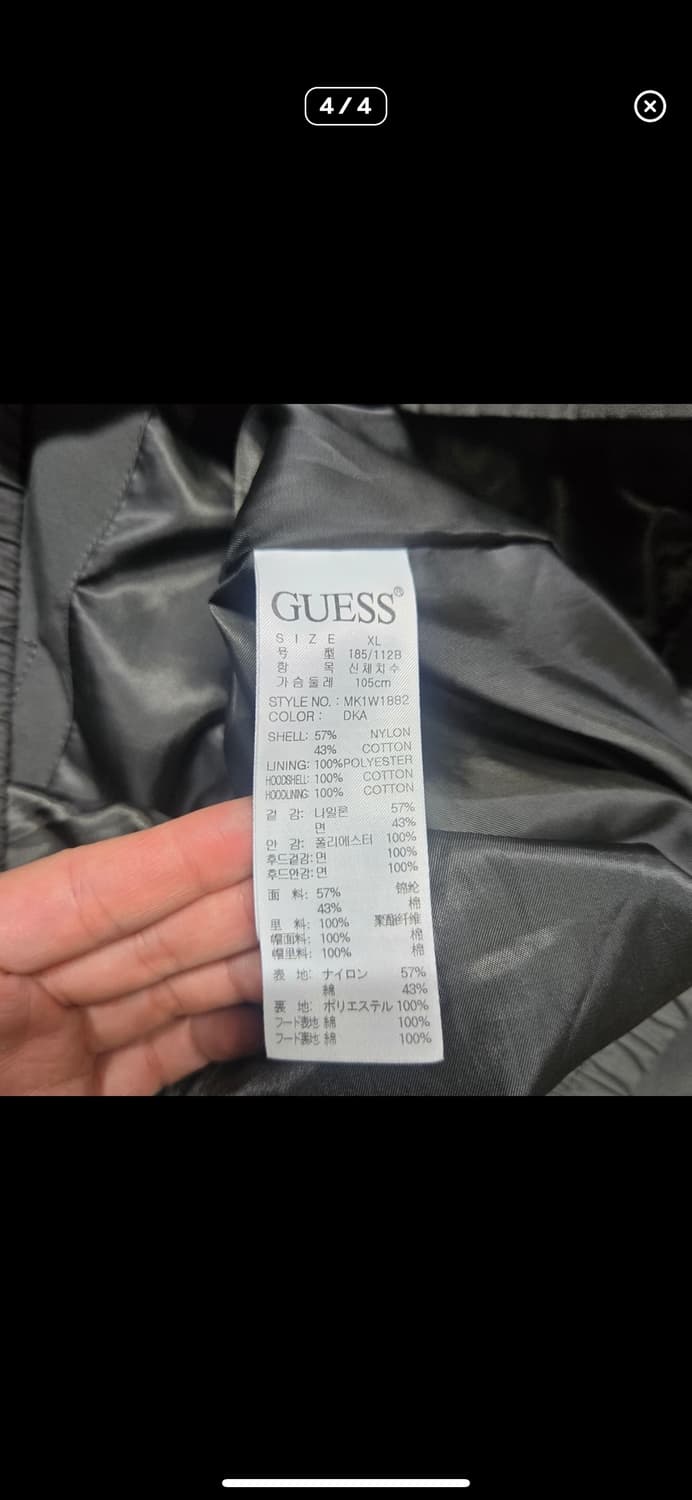 4/4
GUESS®
SIZE XL
号 型 185/112B
항 목 신체치수
가슴둘레 105cm
STYLE NO. : MK1W1882
COLOR : DKA
SHELL: 57% NYLON
43% COTTON
LINING: 100%POLYESTER
HOODSHELL: 100% COTTON
HOODLINING: 100% COTTON
겉 감: 나일론 57%
면 43%
안 감: 폴리에스터 100%
후드겉감:면 100%
후드안감:면 100%
面 料: 57% 锦纶
43% 棉
里 料: 100% 聚酯纤维
帽面料: 100% 棉
帽里料: 100% 棉
表 地: ナイロン 57%
綿 43%
裏 地: ポリエステル 100%
フード表地 綿 100%
フード裏地 綿 100%